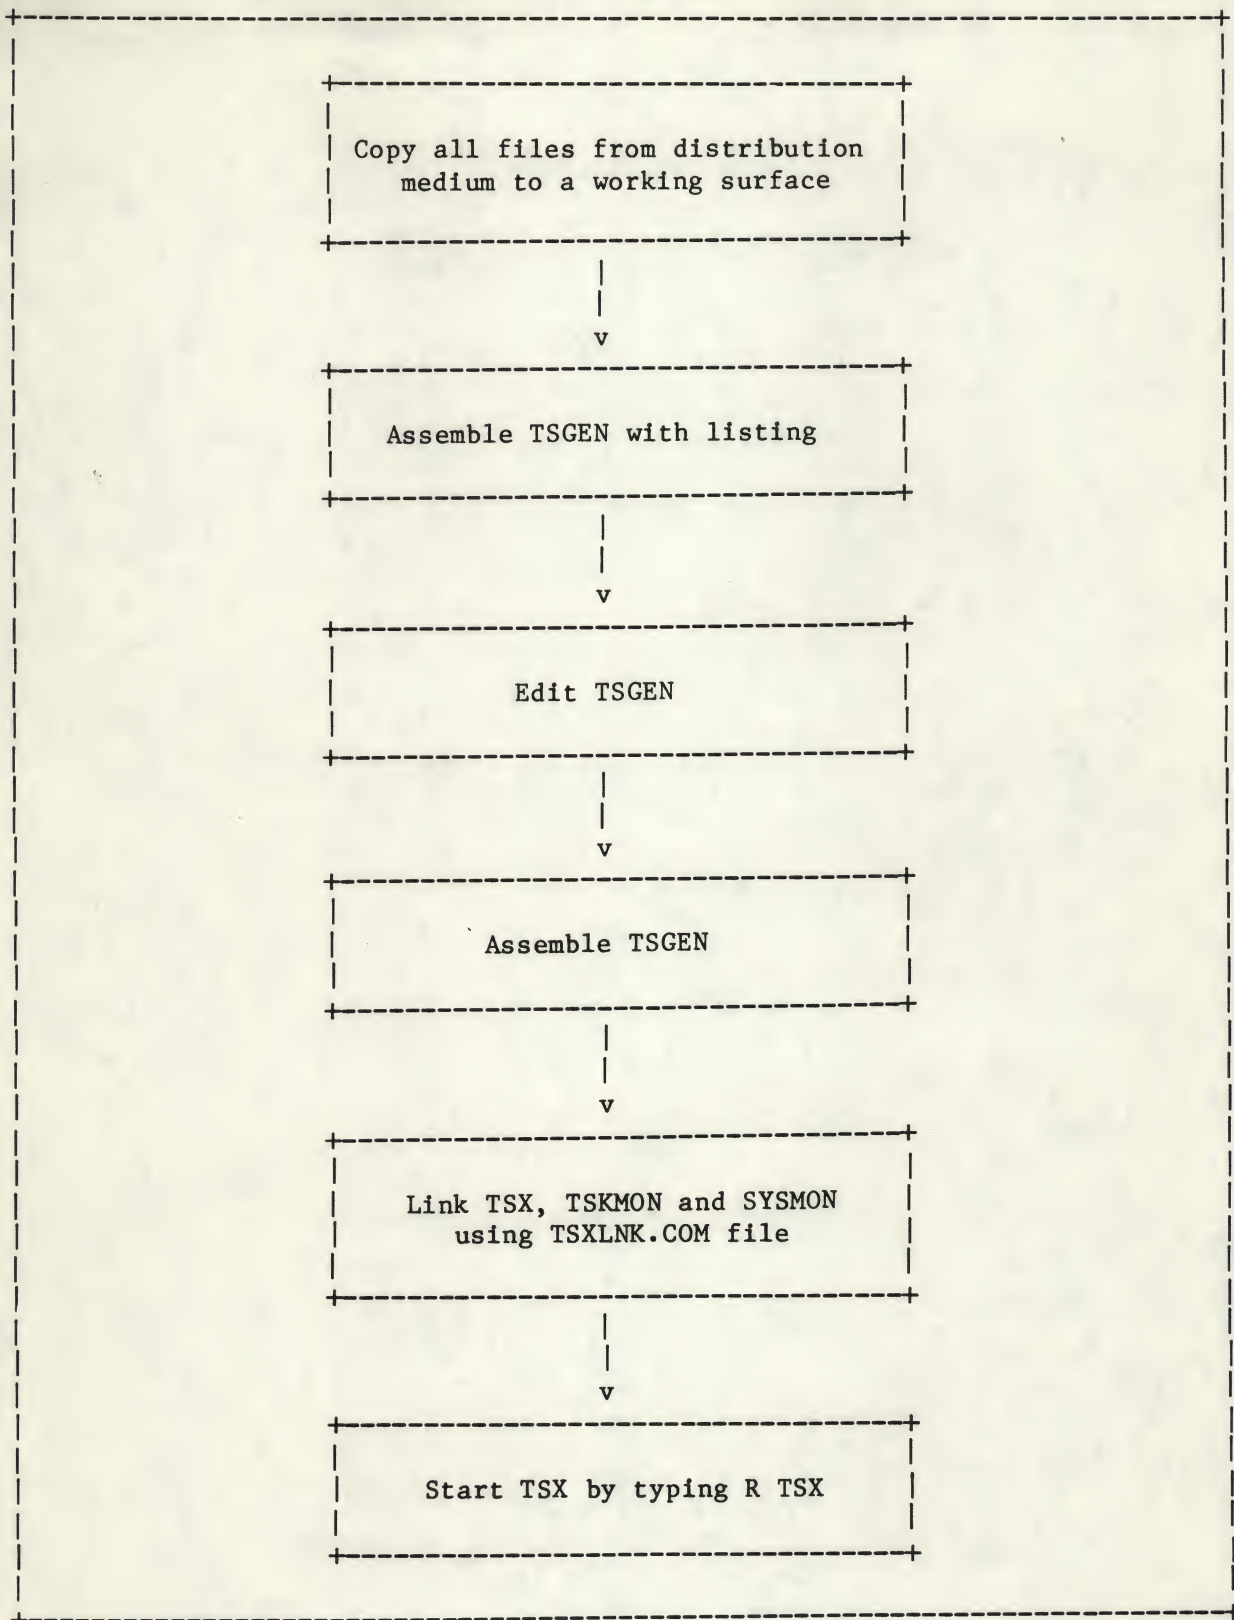 Copy all files from distribution
medium to a working surface
v
Assemble TSGEN with listing
v
Edit TSGEN
v
Assemble TSGEN
v
Link TSX, TSKMON and SYSMON
using TSXLNK.COM file
v
Start TSX by typing R TSX